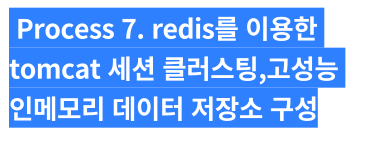 Process 7. redis를 이용한
tomcat 세션 클러스팅,고성능
인메모리 데이터 저장소 구성